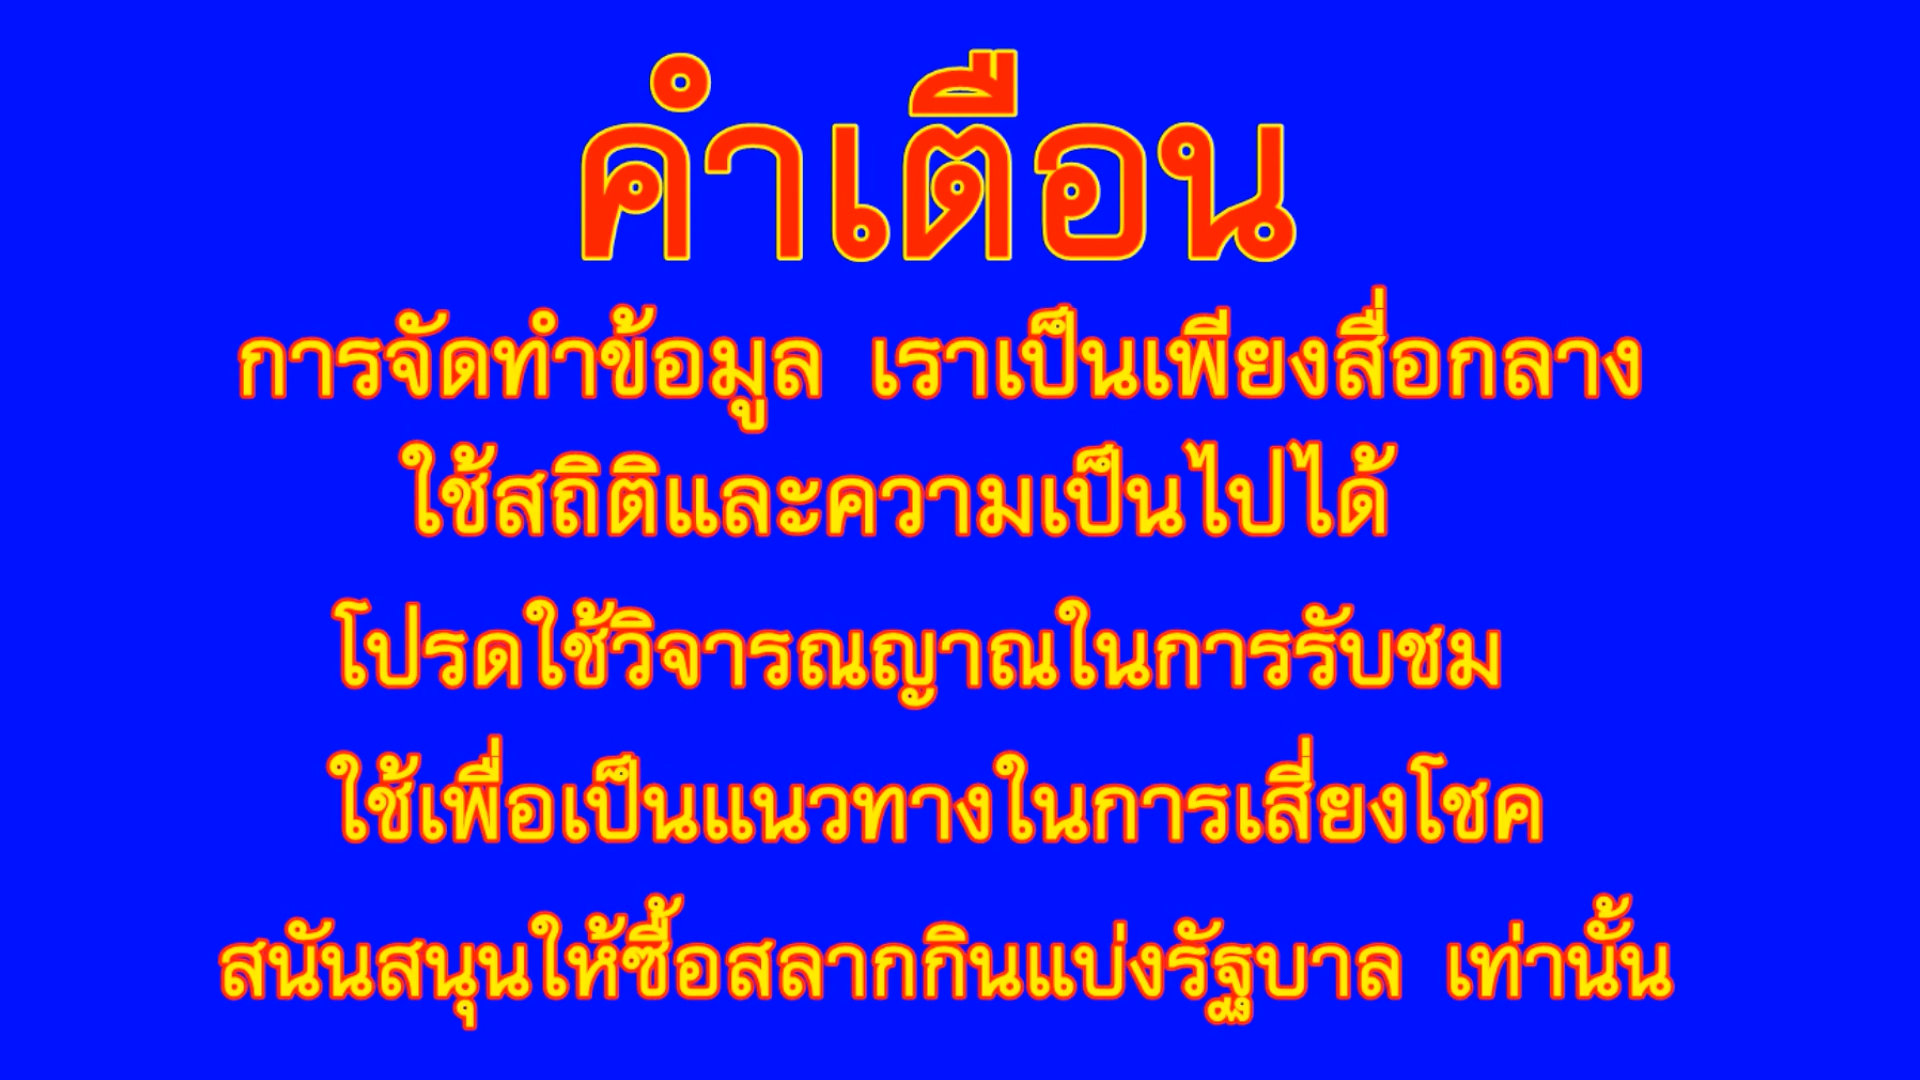 คำเตือน
การจัดทำข้อมูล เราเป็นเพียงสื่อกลาง
ใช้สถิติและความเป็นไปได้
โปรดใช้วิจารณญาณในการรับชม
ใช้เพื่อเป็นแนวทางในการเสี่ยงโชค
สนันสนุนให้ซื้อสลากกินแบ่งรัฐบาล เท่านั้น